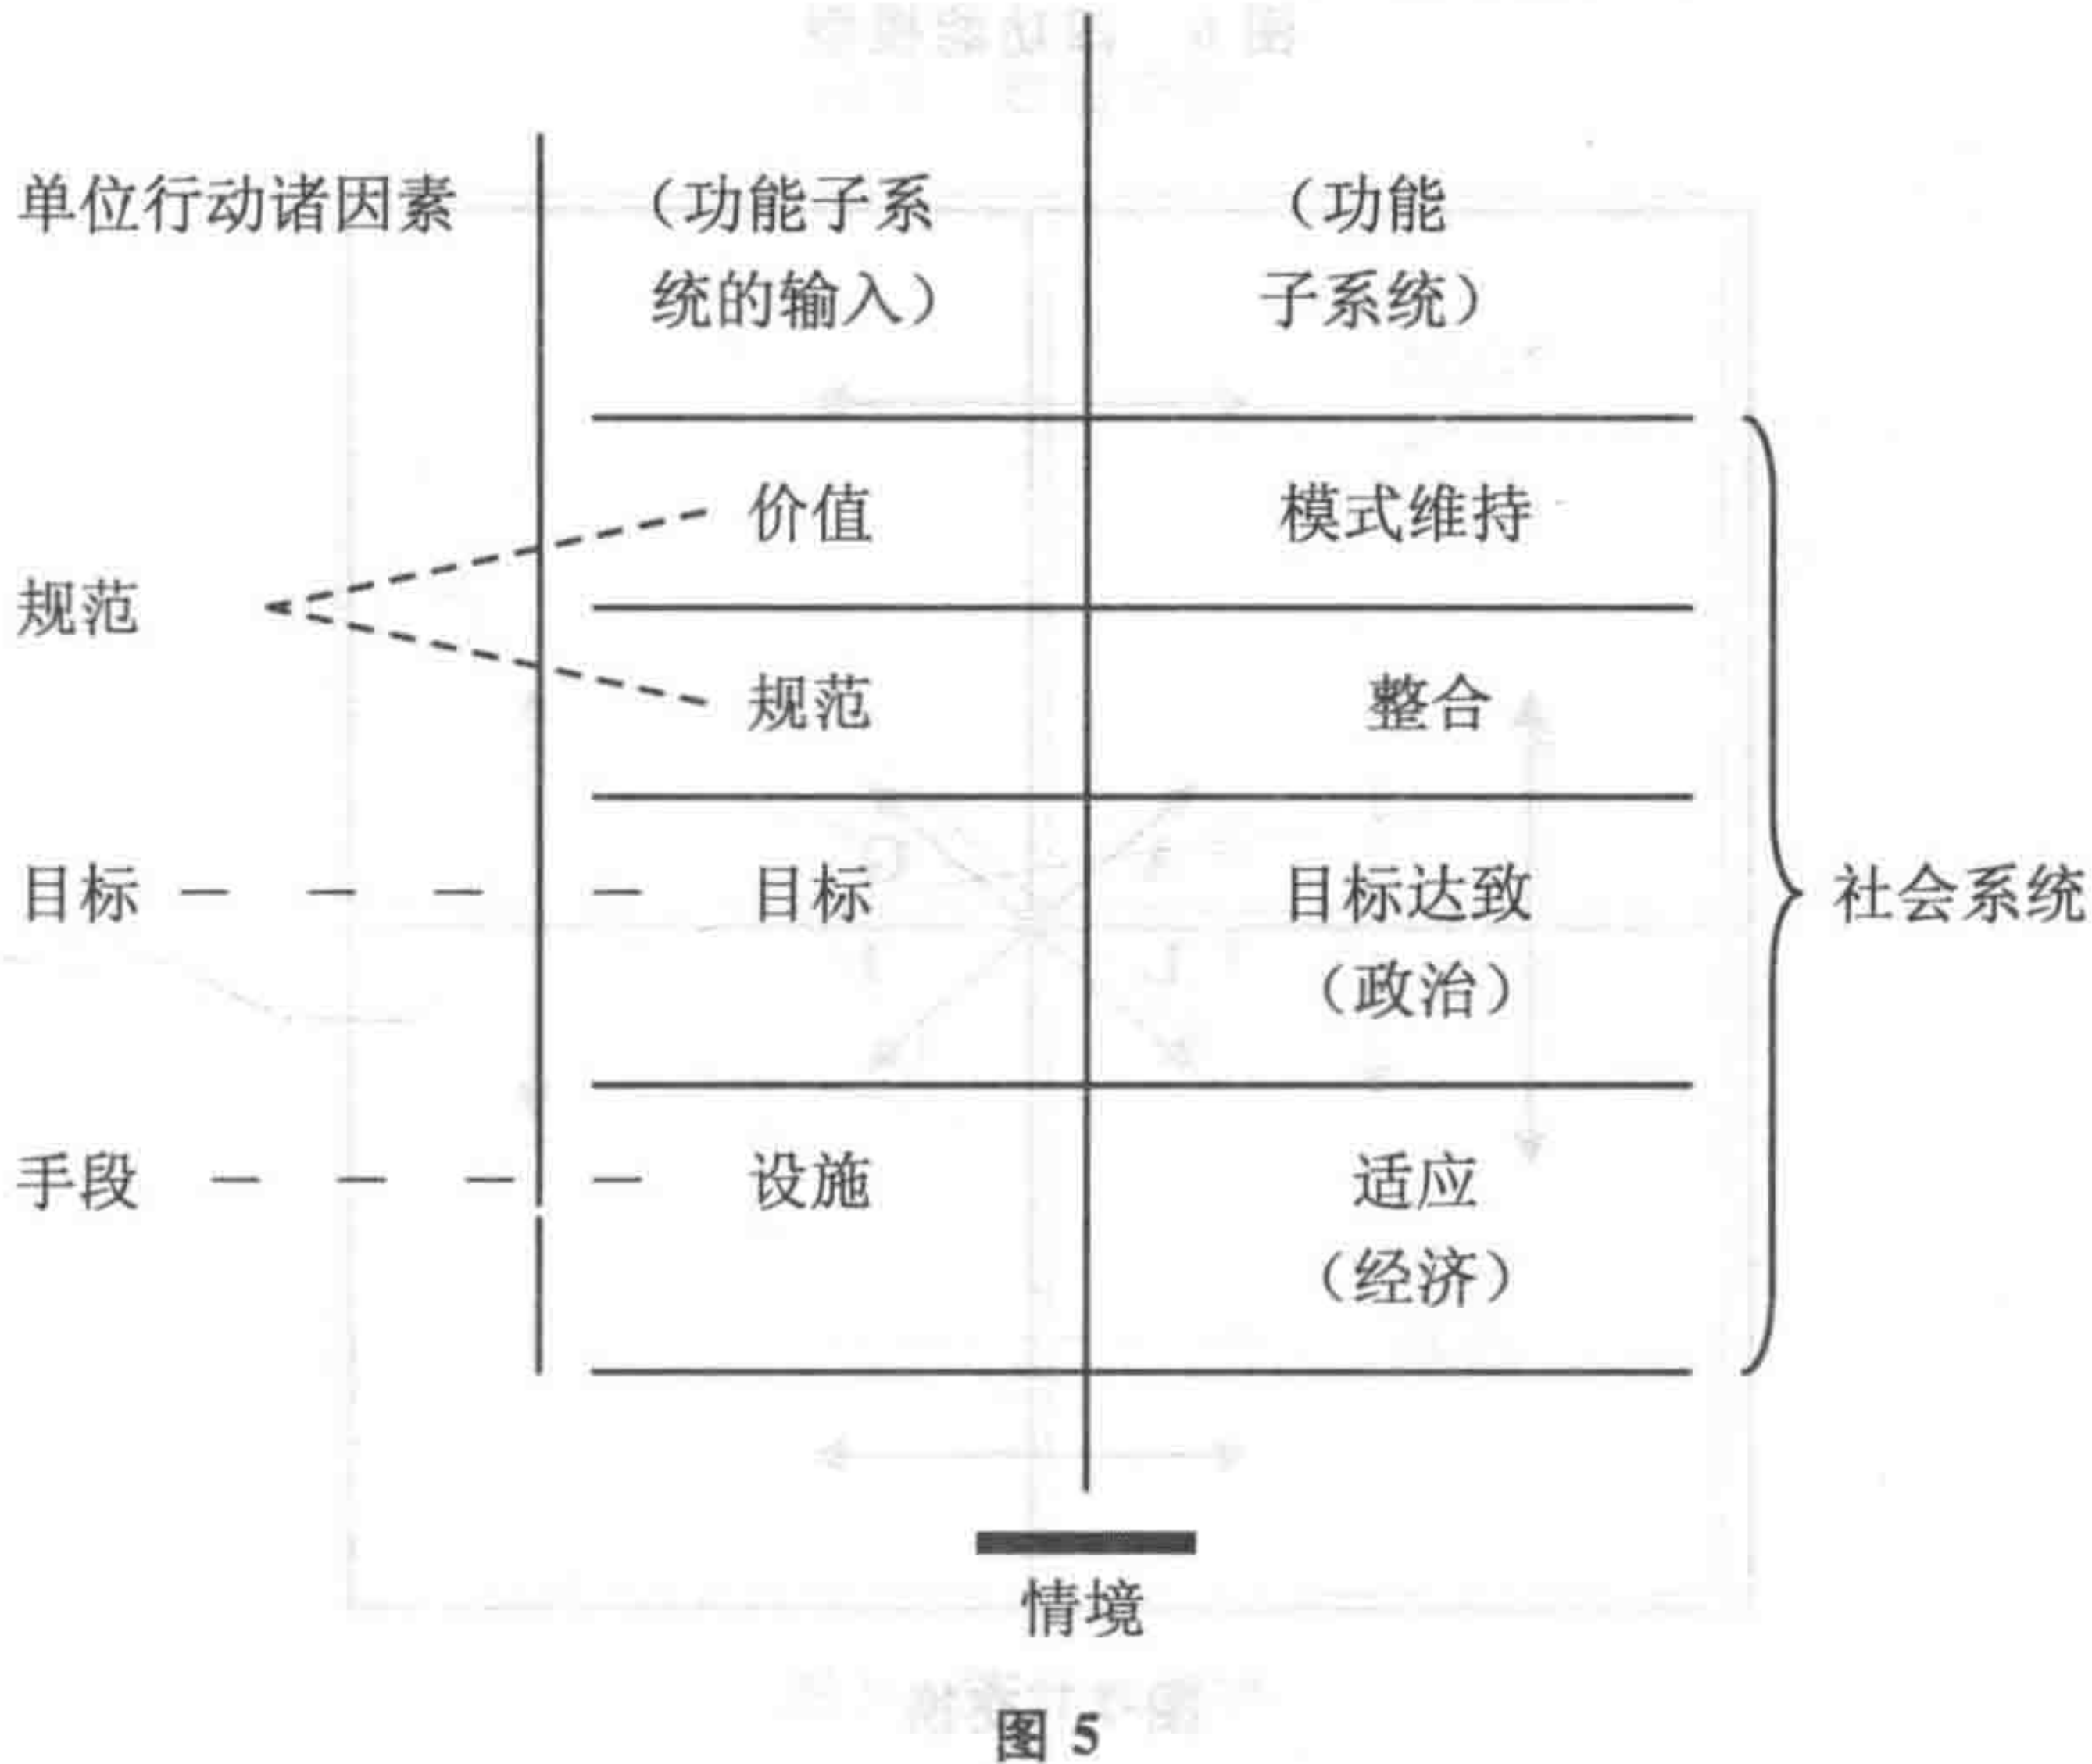 单位行动诸因素
（功能子系
统的输入）
（功能
子系统）
价值
模式维持
规范
规范
整合
目标
目标
目标达致
（政治）
社会系统
手段
设施
适应
（经济）
情境
图 5